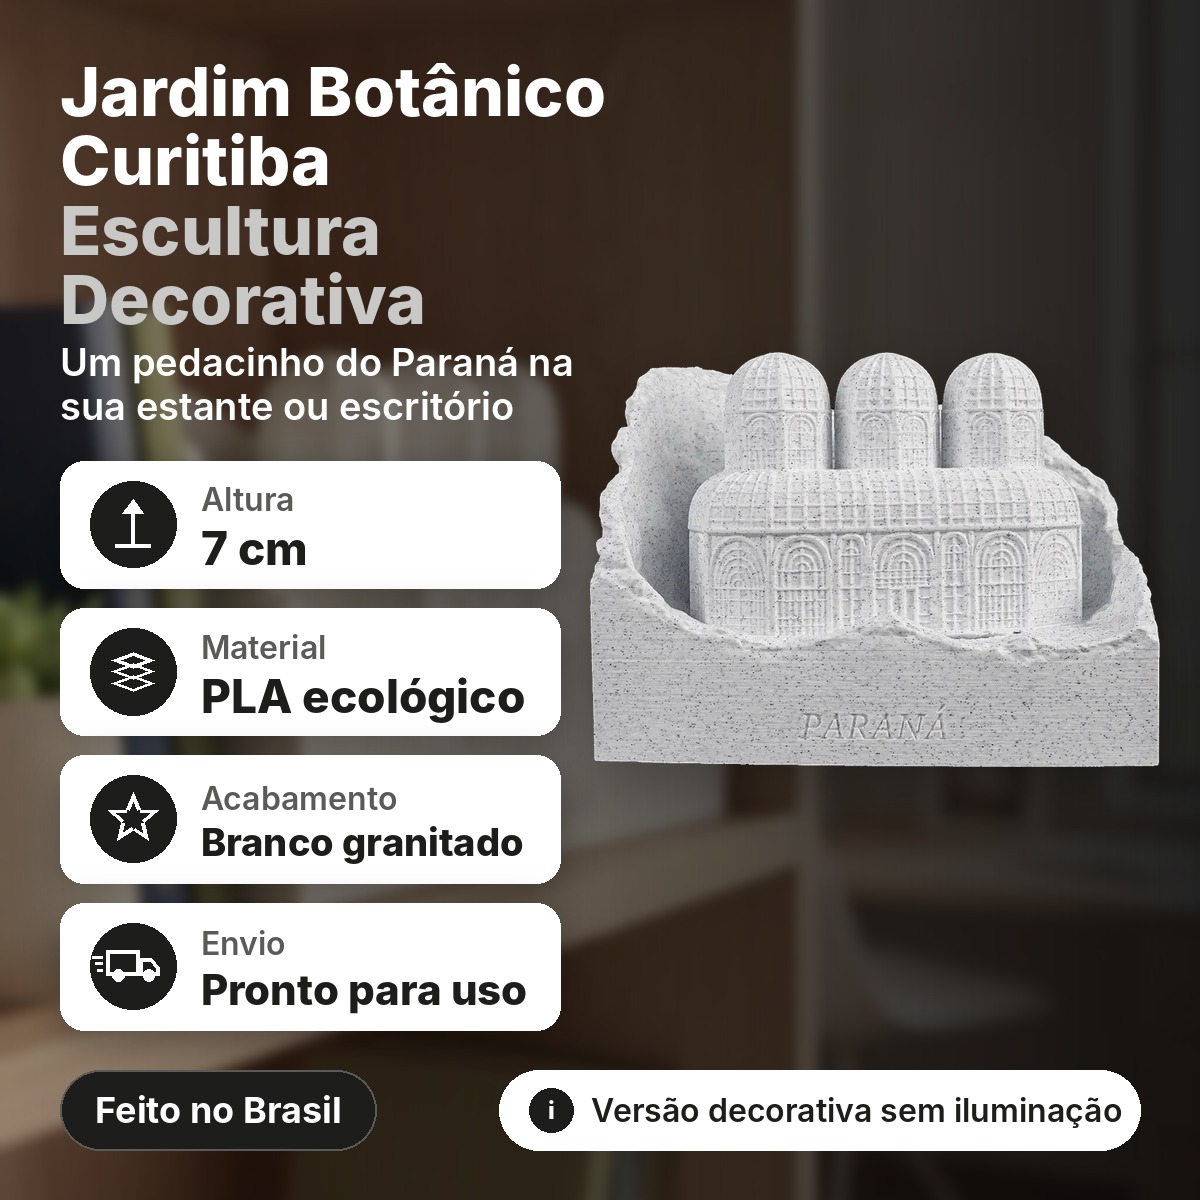 Jardim Botânico
Curitiba
Escultura
Decorativa
Um pedacinho do Paraná na
sua estante ou escritório
Altura
7 cm
Material
PLA ecológico
Acabamento
Branco granitado
Envio
Pronto para uso
PARANÁ
Feito no Brasil
i Versão decorativa sem iluminação